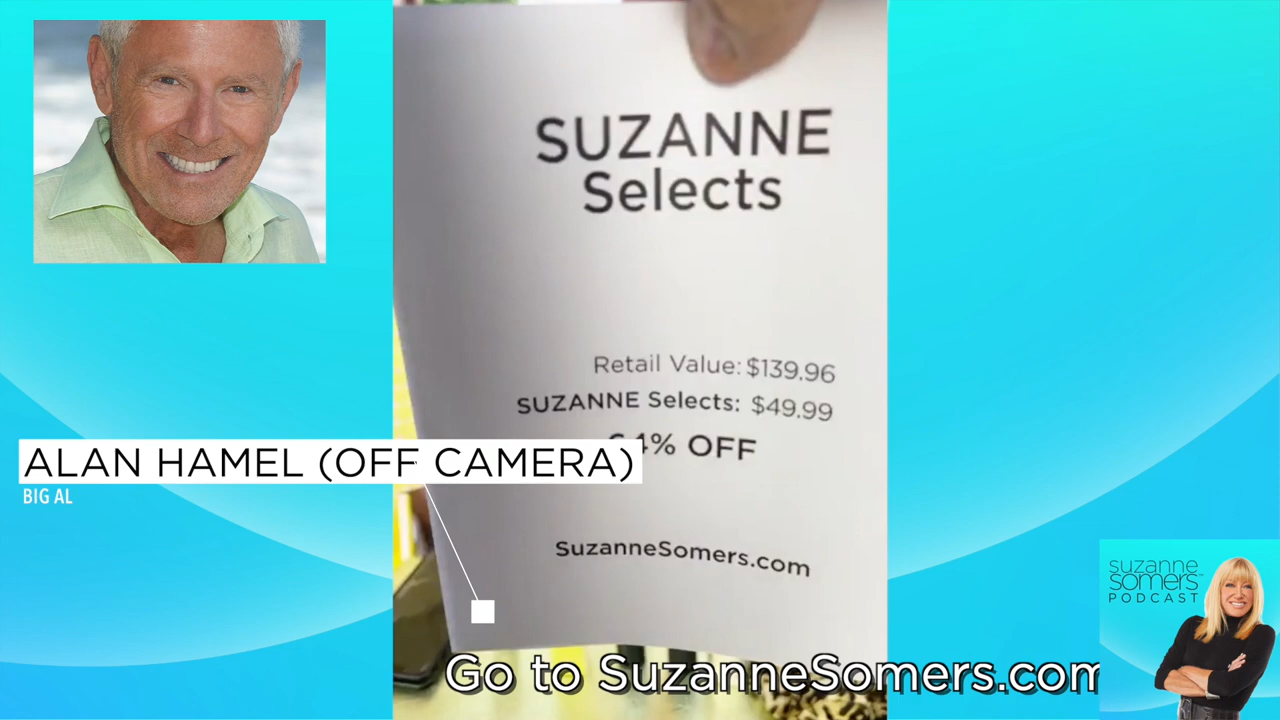 SUZANNE
Selects
Retail Value: $139.96
SUZANNE Selects: $49.99
64% OFF
ALAN HAMEL (OFF CAMERA)
BIG AL
SuzanneSomers.com
suzanne
somers
PODCAST
Go to SuzanneSomers.com